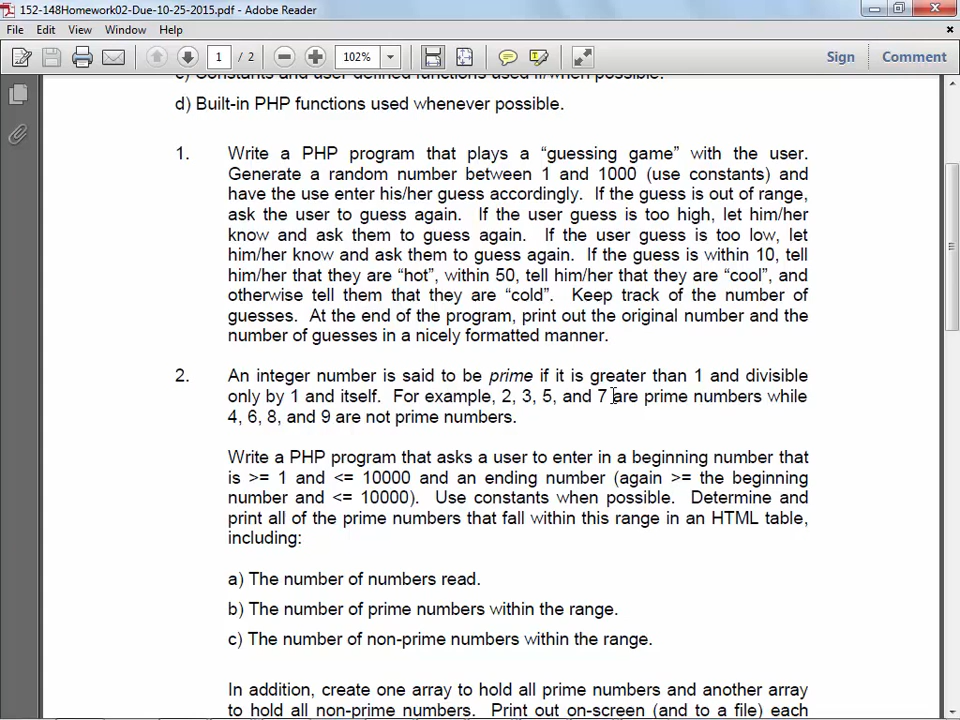 152-148Homework02-Due-10-25-2015.pdf - Adobe Reader
File Edit View Window Help
1 / 2 102% Sign Comment
c) Constants and user defined functions used if/when possible.
d) Built-in PHP functions used whenever possible.
1. Write a PHP program that plays a “guessing game” with the user.
Generate a random number between 1 and 1000 (use constants) and
have the use enter his/her guess accordingly. If the guess is out of range,
ask the user to guess again. If the user guess is too high, let him/her
know and ask them to guess again. If the user guess is too low, let
him/her know and ask them to guess again. If the guess is within 10, tell
him/her that they are “hot”, within 50, tell him/her that they are “cool”, and
otherwise tell them that they are “cold”. Keep track of the number of
guesses. At the end of the program, print out the original number and the
number of guesses in a nicely formatted manner.
2. An integer number is said to be prime if it is greater than 1 and divisible
only by 1 and itself. For example, 2, 3, 5, and 7 are prime numbers while
4, 6, 8, and 9 are not prime numbers.
Write a PHP program that asks a user to enter in a beginning number that
is >= 1 and <= 10000 and an ending number (again >= the beginning
number and <= 10000). Use constants when possible. Determine and
print all of the prime numbers that fall within this range in an HTML table,
including:
a) The number of numbers read.
b) The number of prime numbers within the range.
c) The number of non-prime numbers within the range.
In addition, create one array to hold all prime numbers and another array
to hold all non-prime numbers. Print out on-screen (and to a file) each